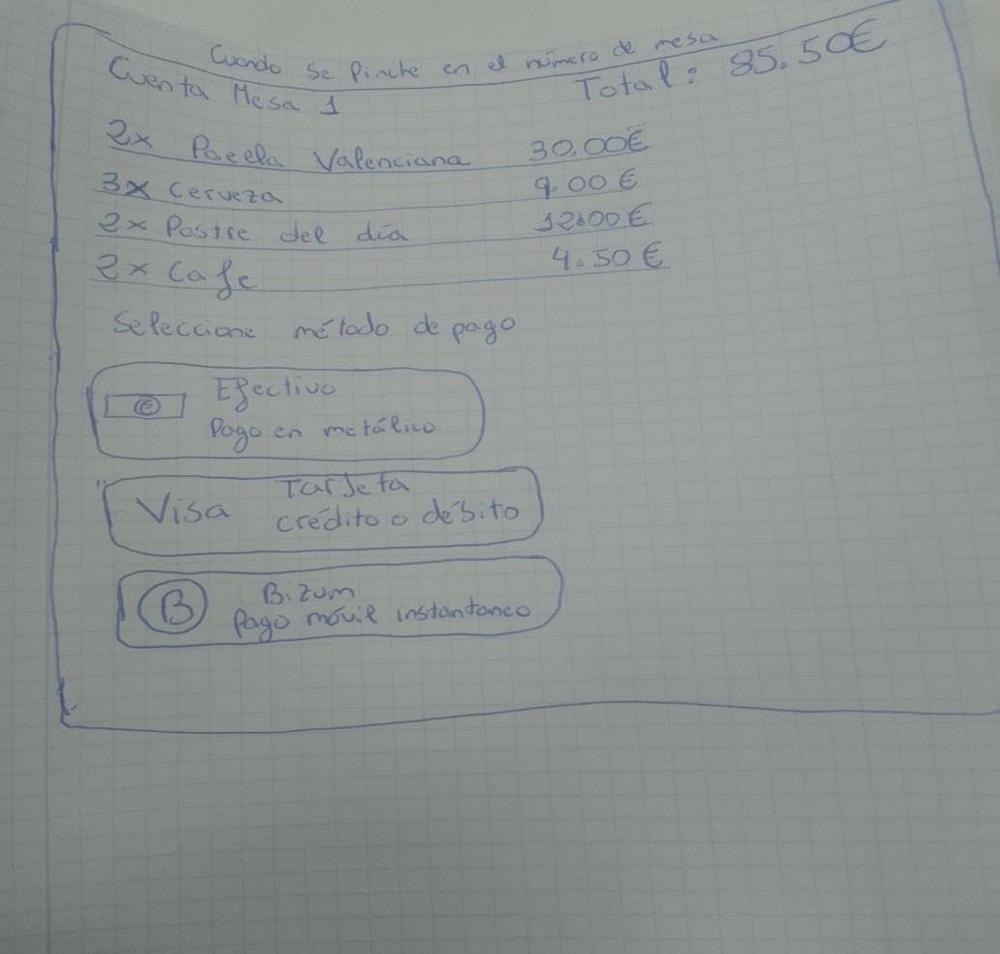 Cuando se Pinche en el número de mesa
Cuenta Mesa 1 Total: 85.50€
2x Paella Valenciana 30.00€
3x Cerveza 9.00€
2x Postre del día 12.00€
2x Cafe 4.50€
Seleccione método de pago
€ Efectivo
Pago en metálico
Visa Tarjeta
crédito o débito
B Bizum
Pago móvil instantaneo